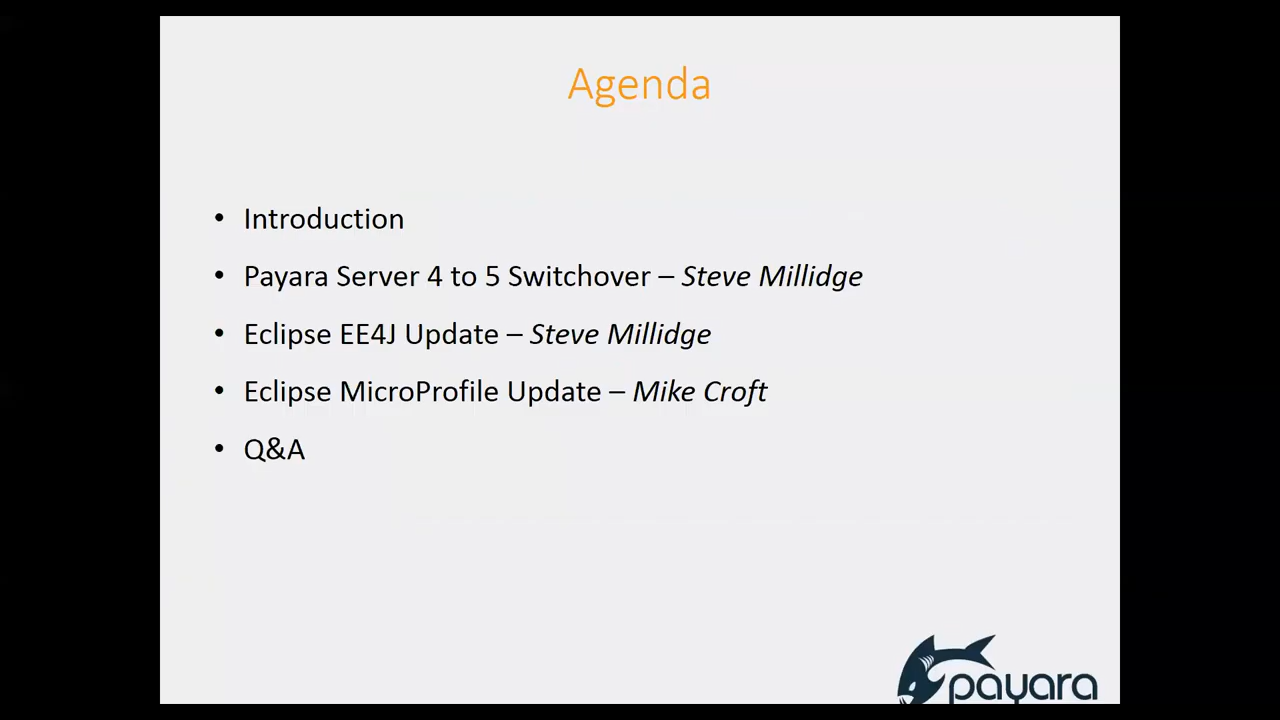 Agenda
• Introduction
• Payara Server 4 to 5 Switchover – Steve Millidge
• Eclipse EE4J Update – Steve Millidge
• Eclipse MicroProfile Update – Mike Croft
• Q&A
payara